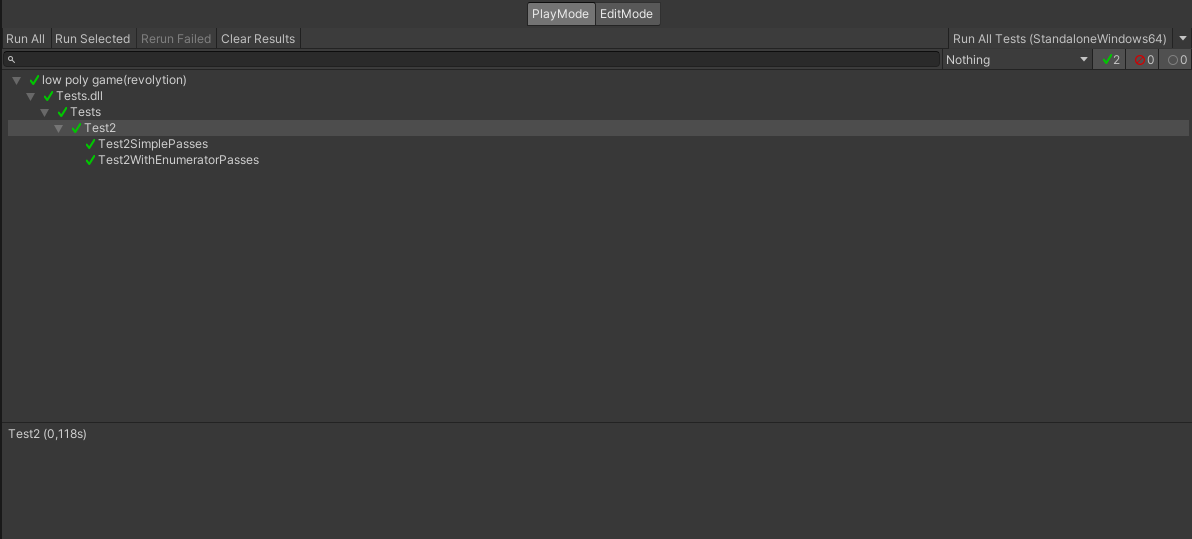 PlayMode EditMode
Run All Run Selected Rerun Failed Clear Results Run All Tests (StandaloneWindows64)
Nothing 2 0 0
low poly game(revolytion)
Tests.dll
Tests
Test2
Test2SimplePasses
Test2WithEnumeratorPasses
Test2 (0,118s)